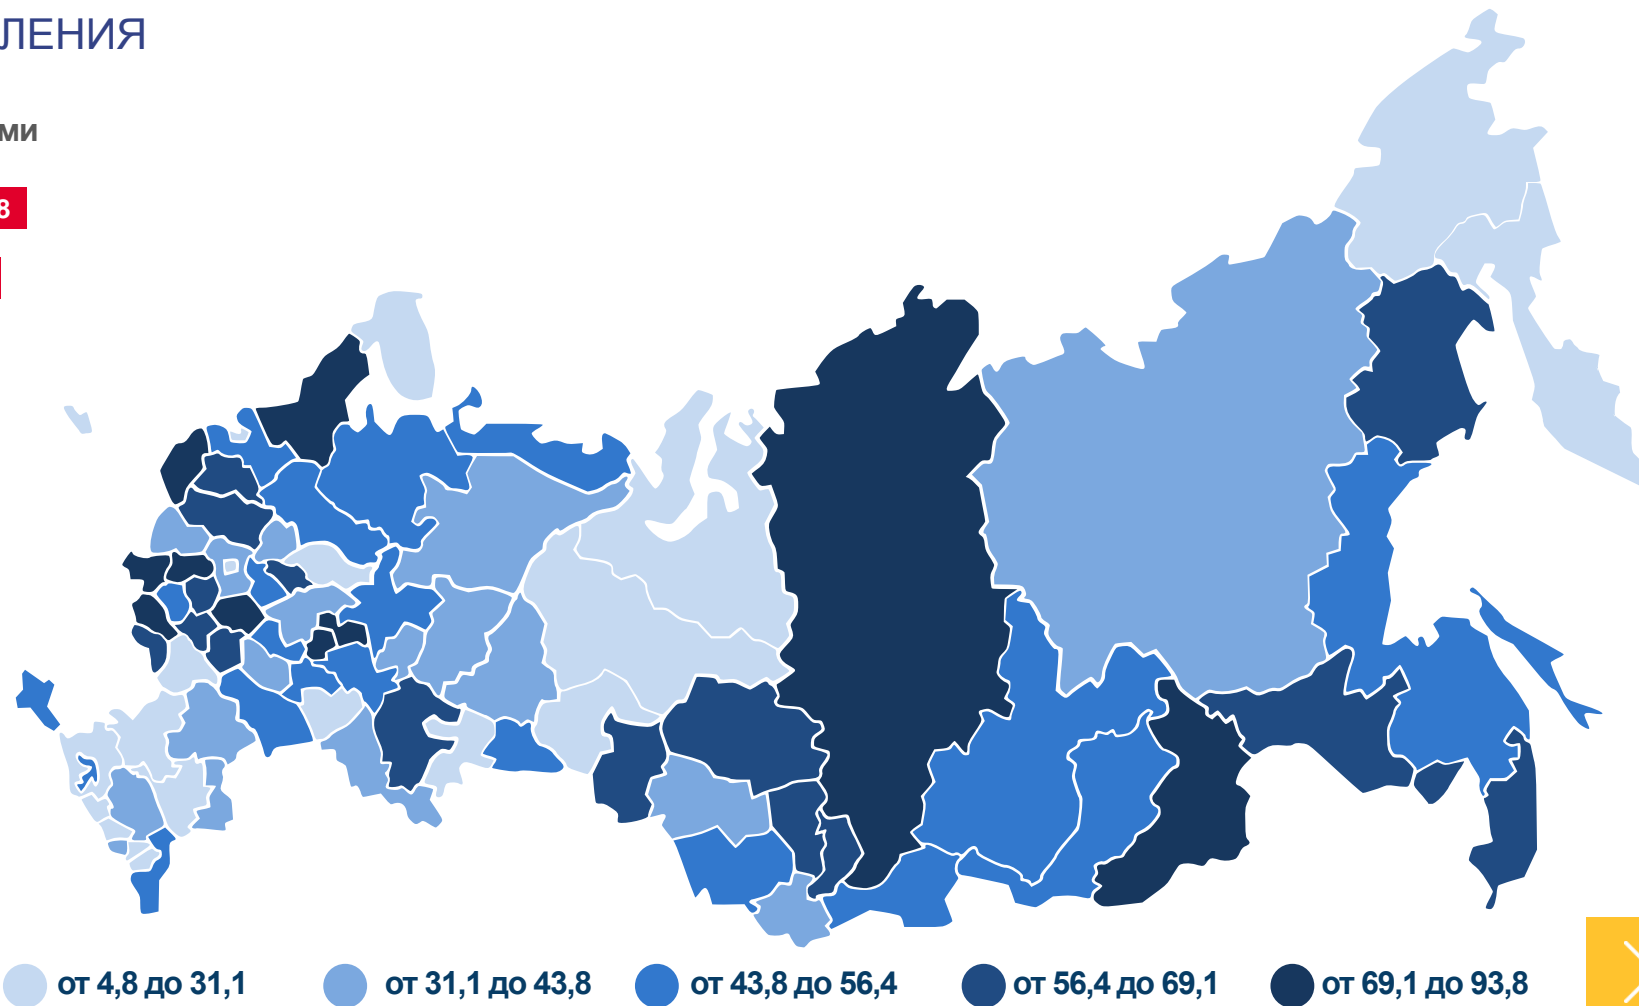 ЛЕНИЯ
ми
8
от 4,8 до 31,1
от 31,1 до 43,8
от 43,8 до 56,4
от 56,4 до 69,1
от 69,1 до 93,8